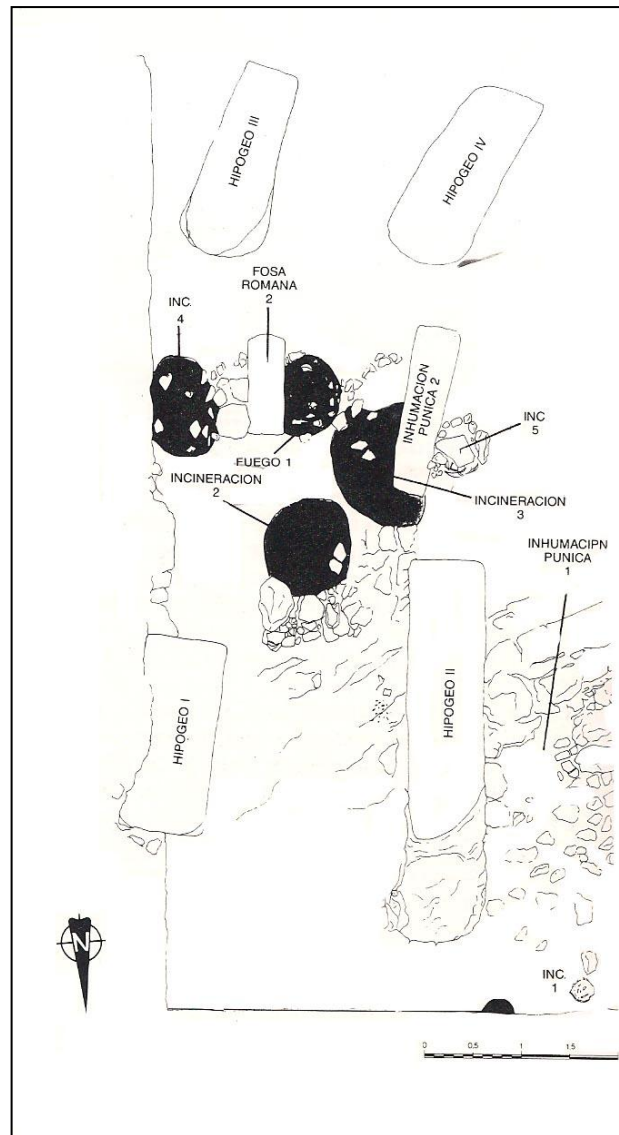 HIPOGEO III
HIPOGEO IV
FOSA
ROMANA
2
INC.
4
INHUMACION
PUNICA 2
INC
5
FUEGO 1
INCINERACION
2
INCINERACION
3
INHUMACIPN
PUNICA
1
HIPOGEO II
HIPOGEO I
N
INC.
1
0 0.5 1 1.5